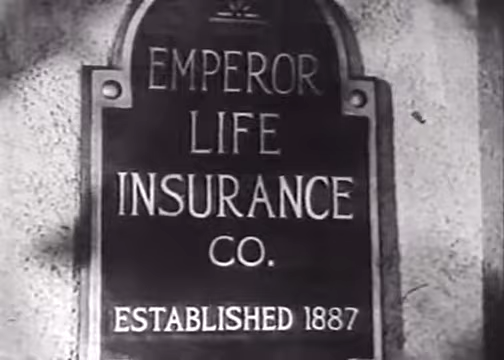 EMPEROR
LIFE
INSURANCE
CO.
ESTABLISHED 1887